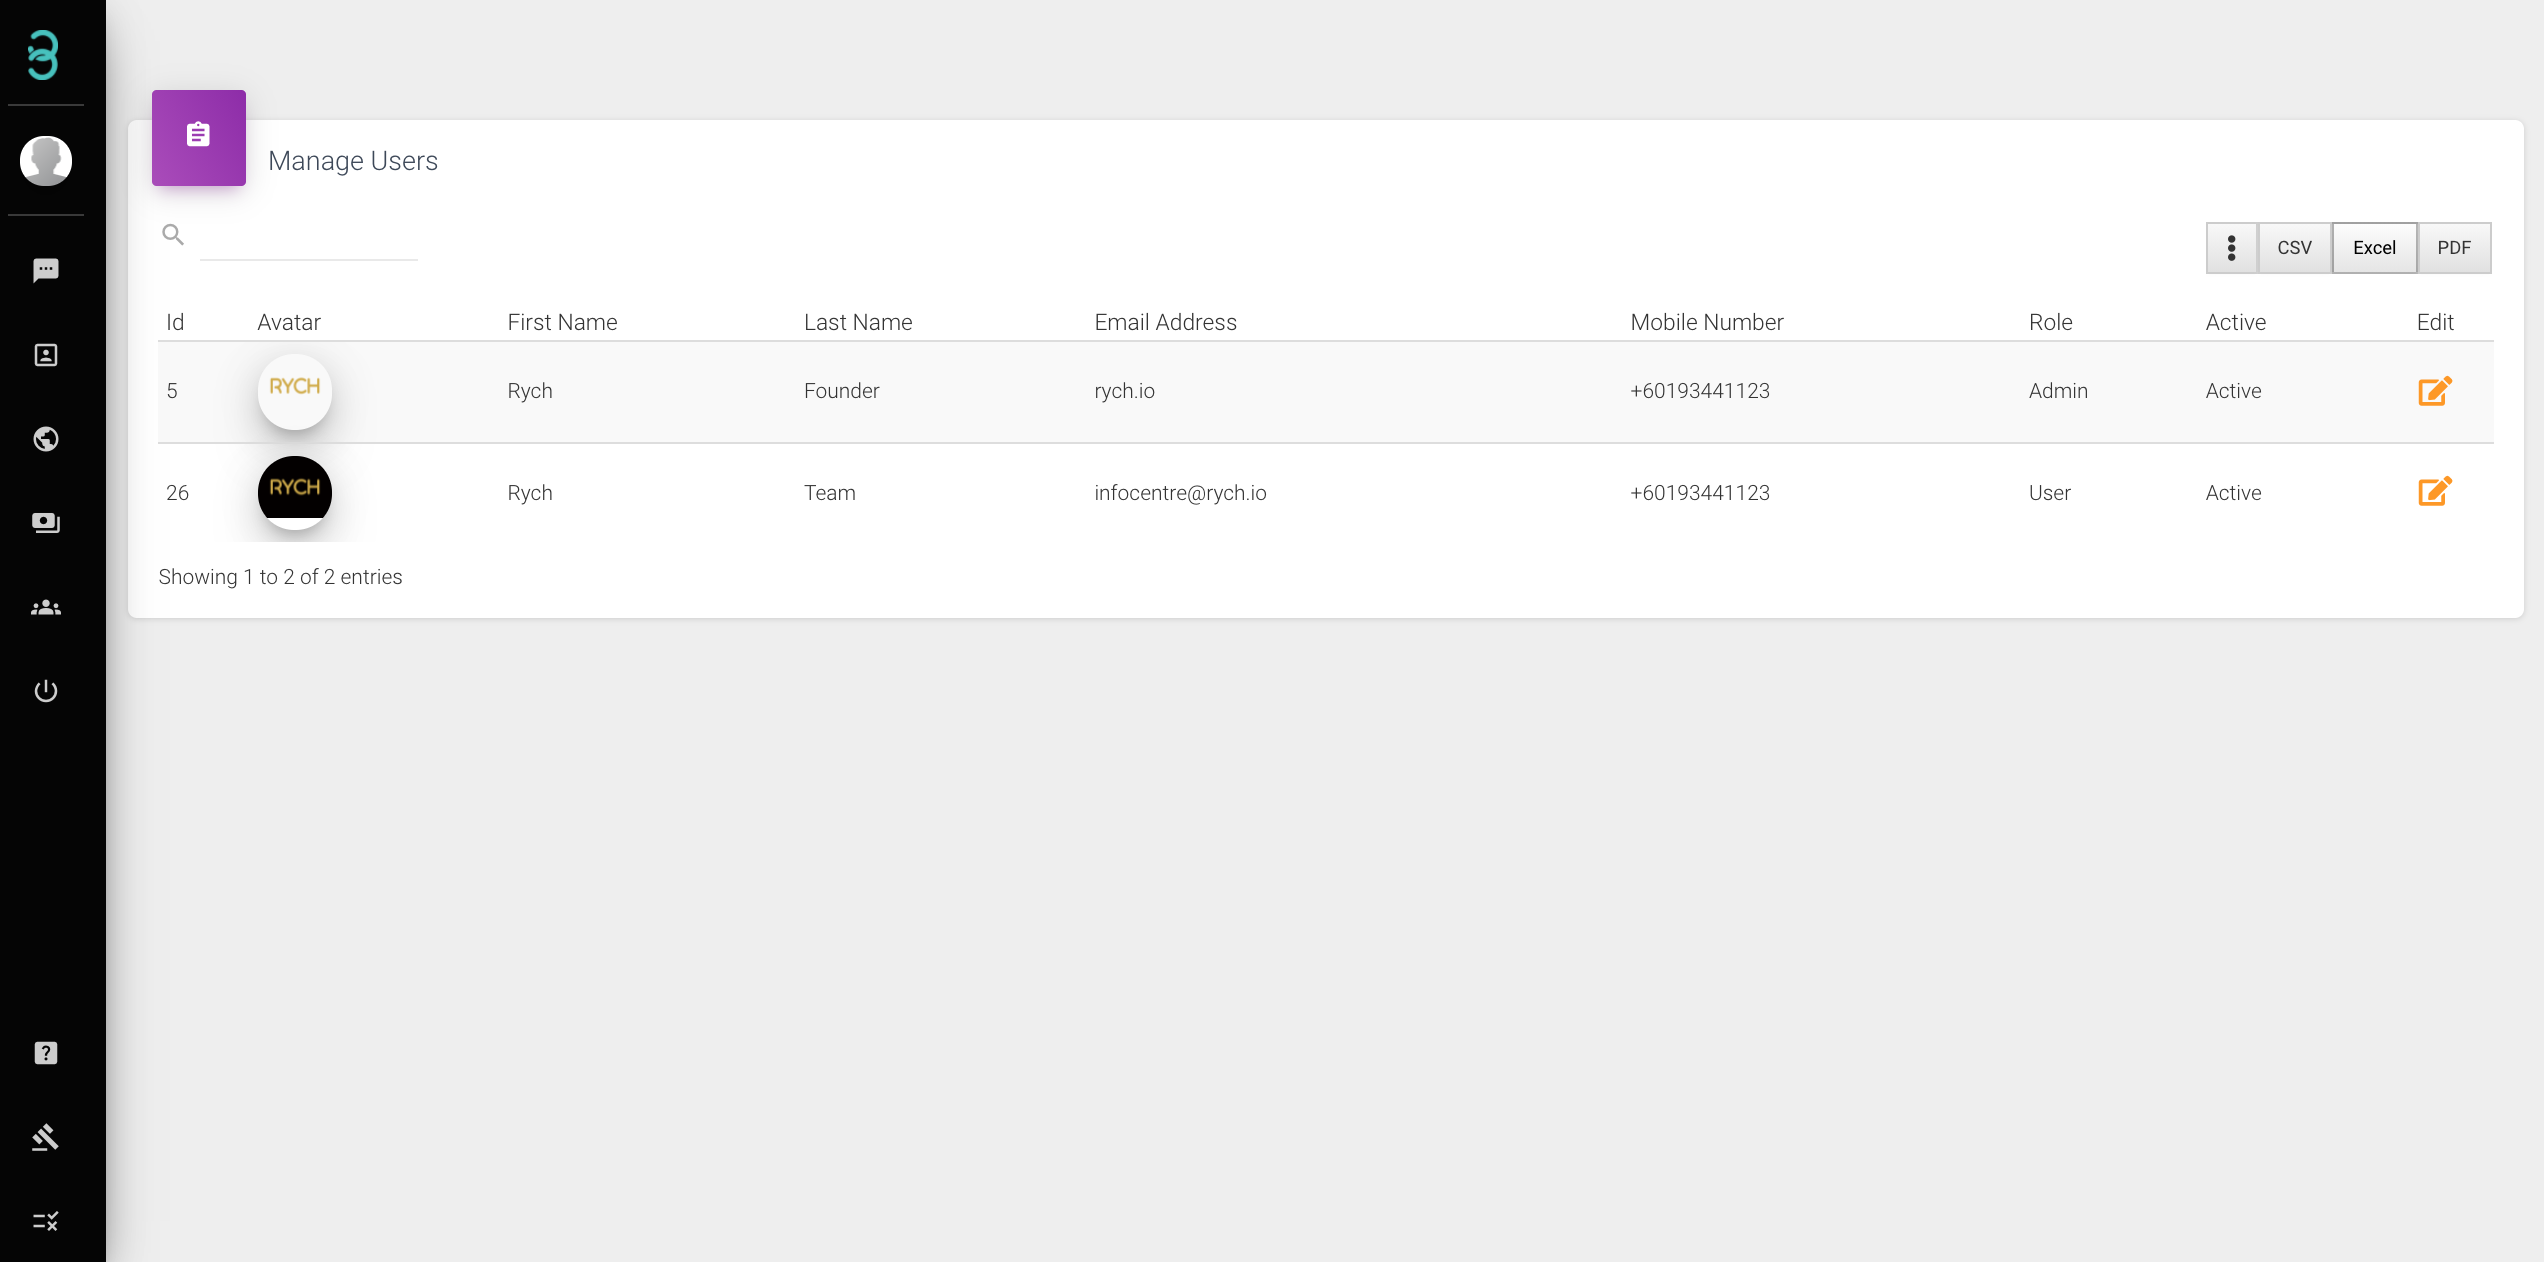 Manage Users
CSV Excel PDF
Id Avatar First Name Last Name Email Address Mobile Number Role Active Edit
5 RYCH Rych Founder rych.io +60193441123 Admin Active
26 RYCH Rych Team infocentre@rych.io +60193441123 User Active
Showing 1 to 2 of 2 entries